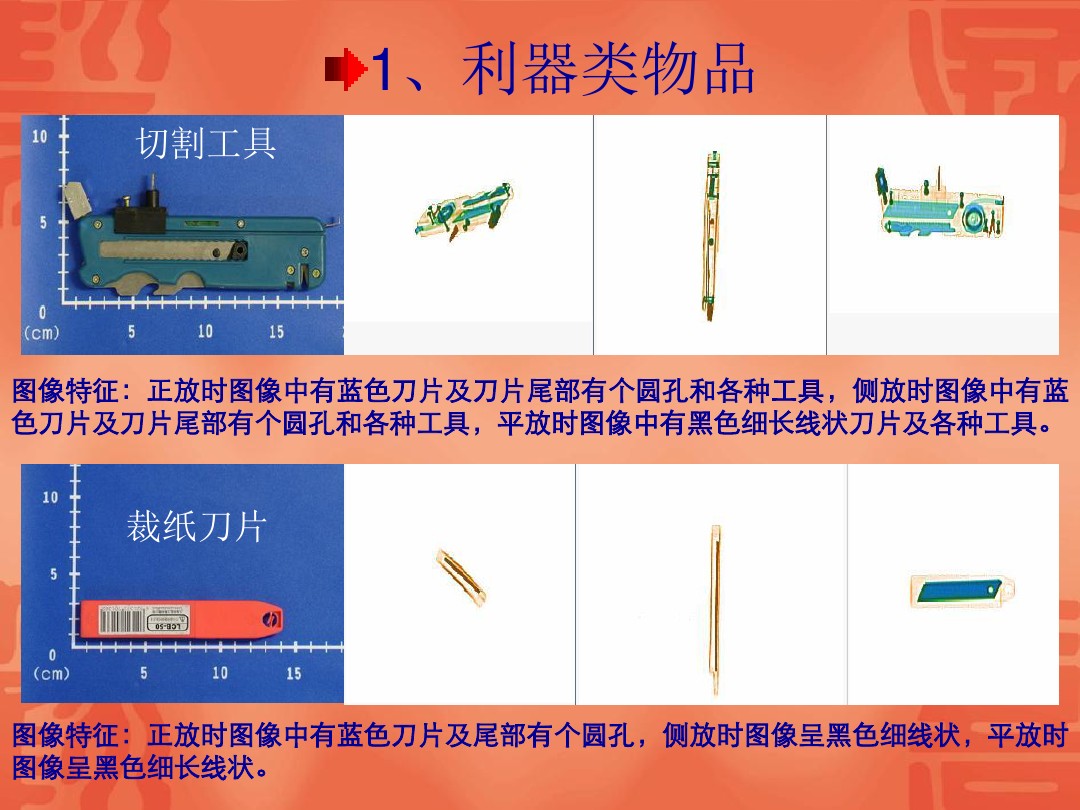 1、利器类物品
切割工具
10
5
0
(cm)
5
10
15
图像特征：正放时图像中有蓝色刀片及刀片尾部有个圆孔和各种工具，侧放时图像中有蓝
色刀片及刀片尾部有个圆孔和各种工具，平放时图像中有黑色细长线状刀片及各种工具。
裁纸刀片
10
5
LCB-50
0
(cm)
5
10
15
图像特征：正放时图像中有蓝色刀片及尾部有个圆孔，侧放时图像呈黑色细线状，平放时
图像呈黑色细长线状。